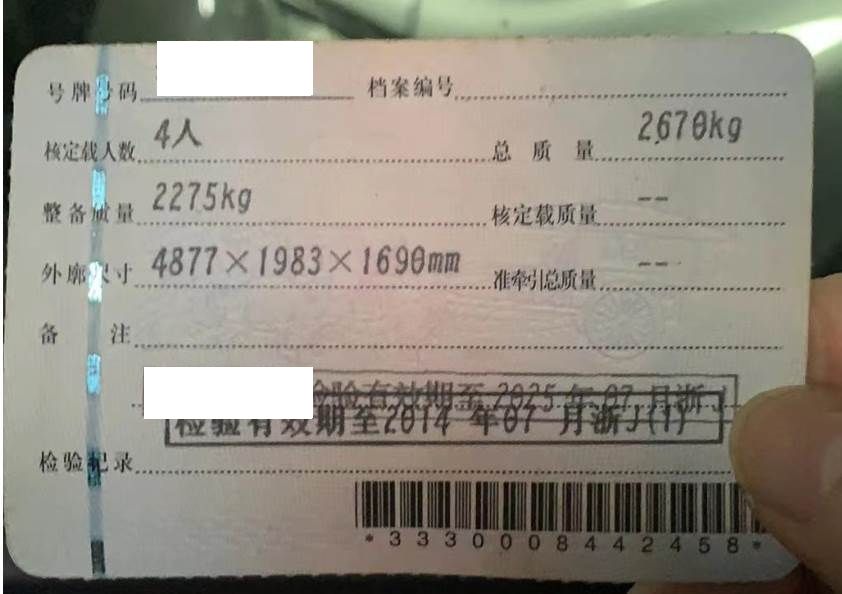 号牌号码 档案编号
核定载人数 4人 总质量 2670kg
整备质量 2275kg 核定载质量 --
外廓尺寸 4877×1983×1690mm 准牵引总质量 --
备注
检验有效期至2025年07月浙J
检验有效期至2014年07月浙J(1)
检验记录
*3330008442458*